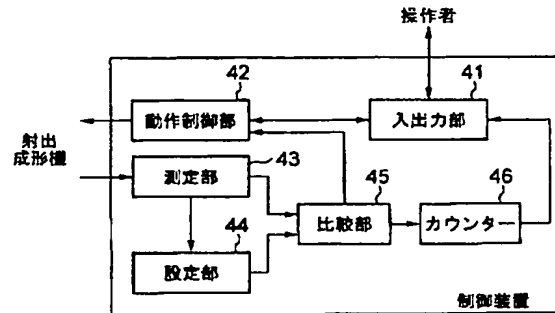 操作者
42
41
動作制御部
入出力部
射出
成形機
43
測定部
45
46
比較部
カウンター
44
設定部
制御装置